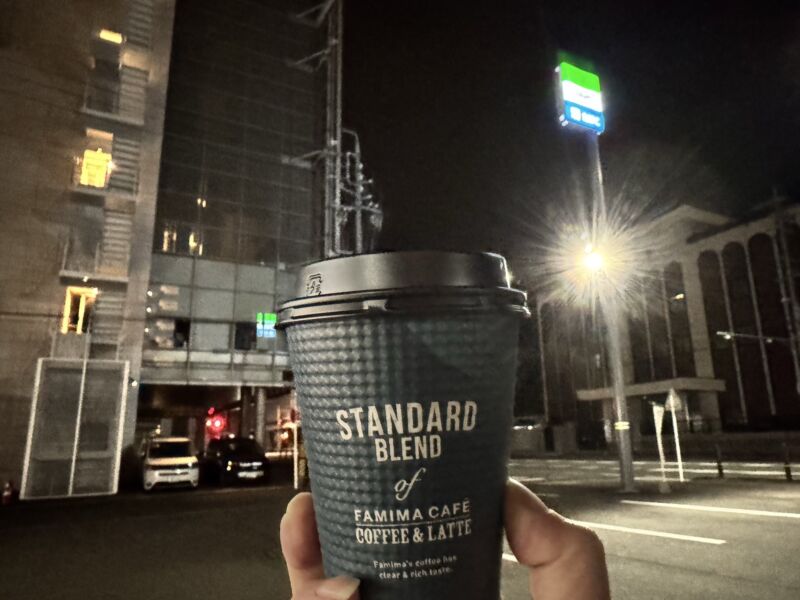 STANDARD
BLEND
of
FAMIMA CAFÉ
COFFEE & LATTE
Famima's coffee has
clear & rich taste.